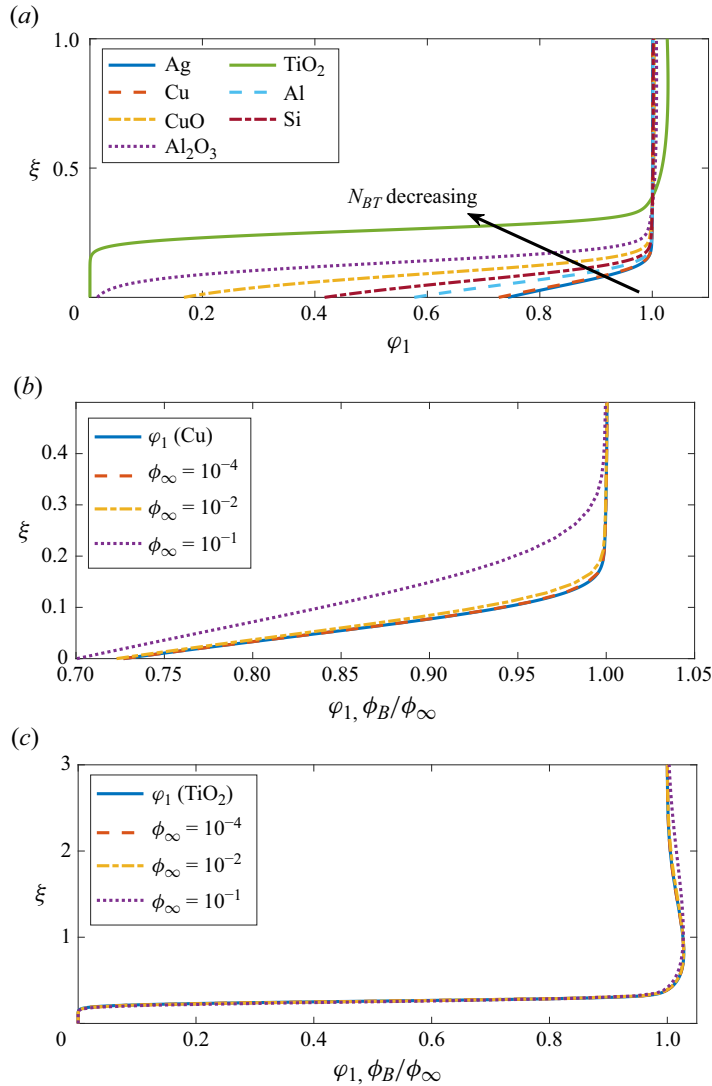 (a)
1.0
Ag
TiO2
Cu
Al
CuO
Si
Al2O3
ξ
0.5
N_BT decreasing
0
0.2
0.4
0.6
0.8
1.0
φ1
(b)
φ1 (Cu)
0.4
ϕ∞ = 10−4
ϕ∞ = 10−2
0.3
ϕ∞ = 10−1
ξ
0.2
0.1
0
0.70
0.75
0.80
0.85
0.90
0.95
1.00
1.05
φ1, ϕB/ϕ∞
(c)
3
φ1 (TiO2)
ϕ∞ = 10−4
2
ϕ∞ = 10−2
ϕ∞ = 10−1
ξ
1
0
0.2
0.4
0.6
0.8
1.0
φ1, ϕB/ϕ∞